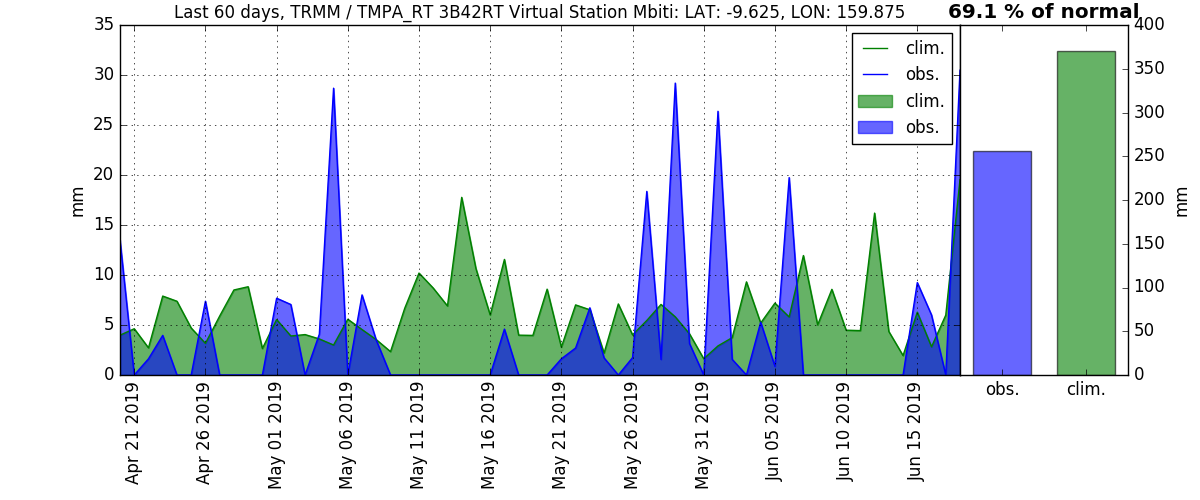 Last 60 days, TRMM / TMPA_RT 3B42RT Virtual Station Mbiti: LAT: -9.625, LON: 159.875
69.1 % of normal
35
30
25
20
15
10
5
0
mm
clim.
obs.
clim.
obs.
400
350
300
250
200
150
100
50
0
mm
obs.
clim.
Apr 21 2019
Apr 26 2019
May 01 2019
May 06 2019
May 11 2019
May 16 2019
May 21 2019
May 26 2019
May 31 2019
Jun 05 2019
Jun 10 2019
Jun 15 2019